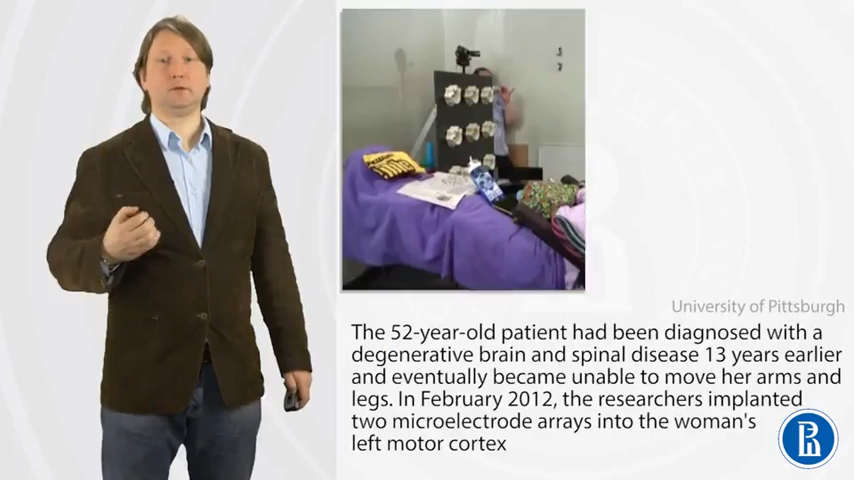 University of Pittsburgh
The 52-year-old patient had been diagnosed with a
degenerative brain and spinal disease 13 years earlier
and eventually became unable to move her arms and
legs. In February 2012, the researchers implanted
two microelectrode arrays into the woman's
left motor cortex